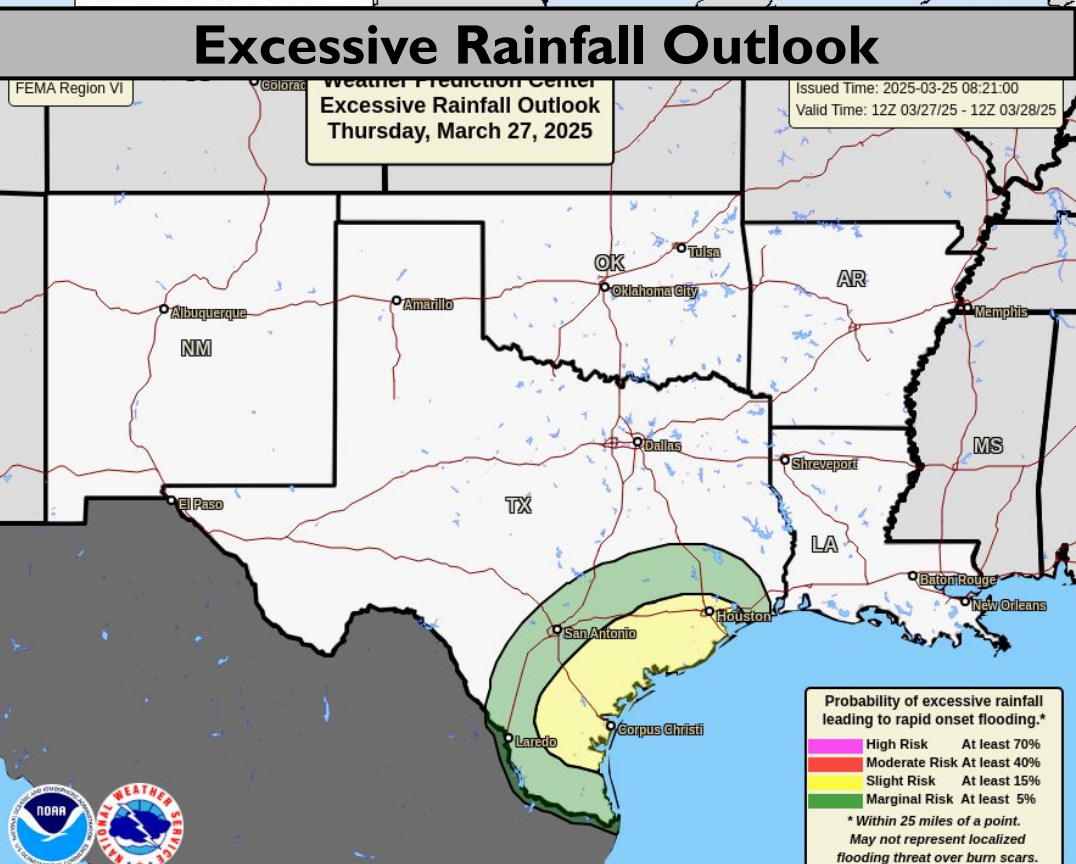 Excessive Rainfall Outlook
FEMA Region VI
Weather Prediction Center
Excessive Rainfall Outlook
Thursday, March 27, 2025
Issued Time: 2025-03-25 08:21:00
Valid Time: 12Z 03/27/25 - 12Z 03/28/25
Colorad
Tulsa
OK
Oklahoma City
AR
Amarillo
Albuquerque
Memphis
NM
Dallas
MS
Shreveport
El Paso
TX
LA
Baton Rouge
New Orleans
Houston
San Antonio
Corpus Christi
Laredo
Probability of excessive rainfall
leading to rapid onset flooding.*
High Risk At least 70%
Moderate Risk At least 40%
Slight Risk At least 15%
Marginal Risk At least 5%
* Within 25 miles of a point.
May not represent localized
flooding threat over burn scars.
NOAA
NATIONAL WEATHER SERVICE